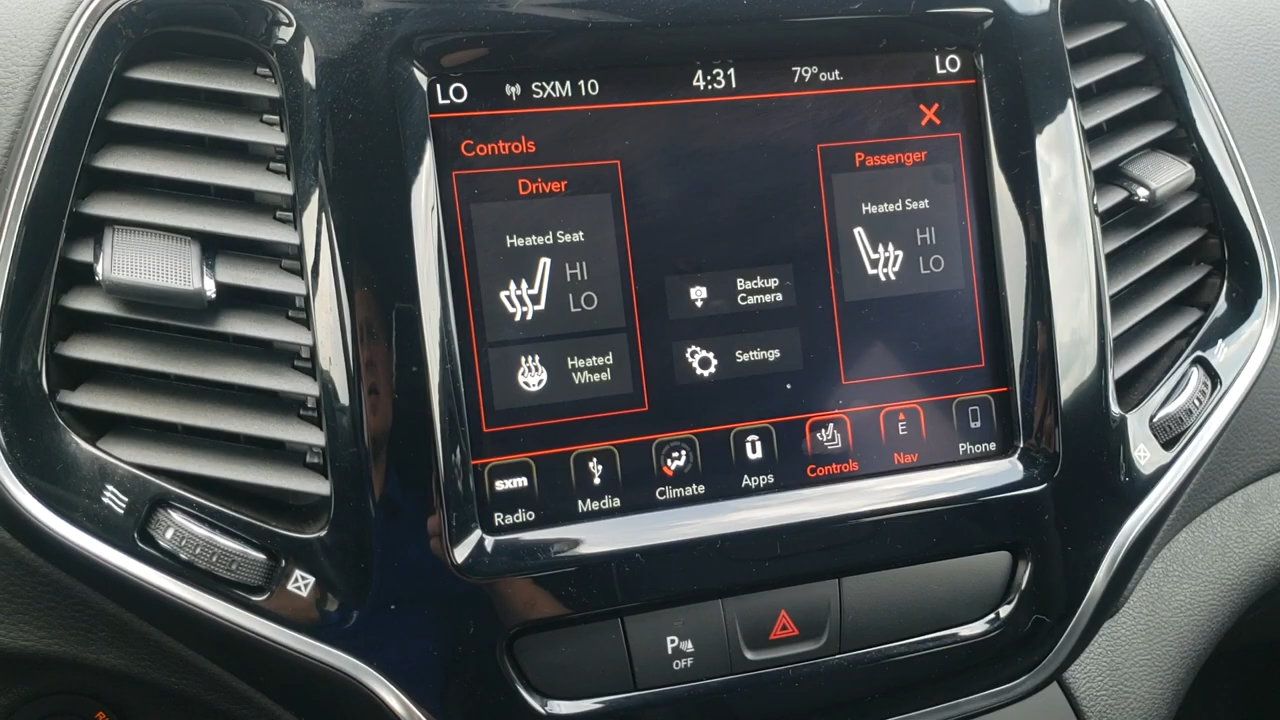 LO
SXM 10
4:31
79° out.
LO
X
Controls
Driver
Heated Seat
HI
LO
Heated
Wheel
Backup
Camera
Settings
Passenger
Heated Seat
HI
LO
sxm
Radio
Media
Climate
Apps
Controls
E
Nav
Phone
P
OFF